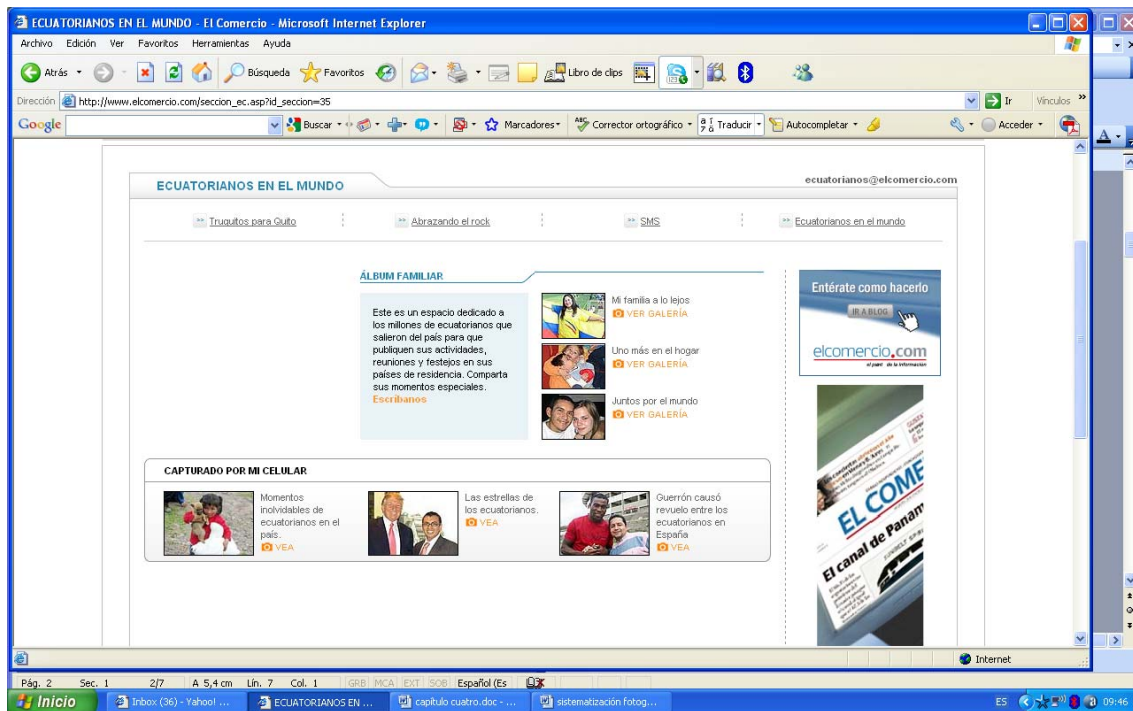 ECUATORIANOS EN EL MUNDO - El Comercio - Microsoft Internet Explorer
Archivo Edición Ver Favoritos Herramientas Ayuda
Atrás Búsqueda Favoritos Libro de clips
Dirección http://www.elcomercio.com/seccion_ec.asp?id_seccion=35 Ir Vínculos »
Google Buscar Marcadores ABC Corrector ortográfico Traducir Autocompletar Acceder
ECUATORIANOS EN EL MUNDO
ecuatorianos@elcomercio.com
Truquitos para Quito
Abrazando el rock
SMS
Ecuatorianos en el mundo
ÁLBUM FAMILIAR
Este es un espacio dedicado a
los millones de ecuatorianos que
salieron del país para que
publiquen sus actividades,
reuniones y festejos en sus
países de residencia. Comparta
sus momentos especiales.
Escríbanos
Mi familia a lo lejos
VER GALERÍA
Uno más en el hogar
VER GALERÍA
Juntos por el mundo
VER GALERÍA
Entérate como hacerlo
IR A BLOG
elcomercio.com
EL COME
El canal de Panam
CAPTURADO POR MI CELULAR
Momentos
inolvidables de
ecuatorianos en el
país.
VEA
Las estrellas de
los ecuatorianos.
VEA
Guerrón causó
revuelo entre los
ecuatorianos en
España
VEA
Internet
Pág. 2 Sec. 1 2/7 A 5,4 cm Lín. 7 Col. 1 GRB MCA EXT SOB Español (Es
Inicio Inbox (36) - Yahoo! ... ECUATORIANOS EN ... capítulo cuatro.doc - ... sistematización fotog... ES 09:46